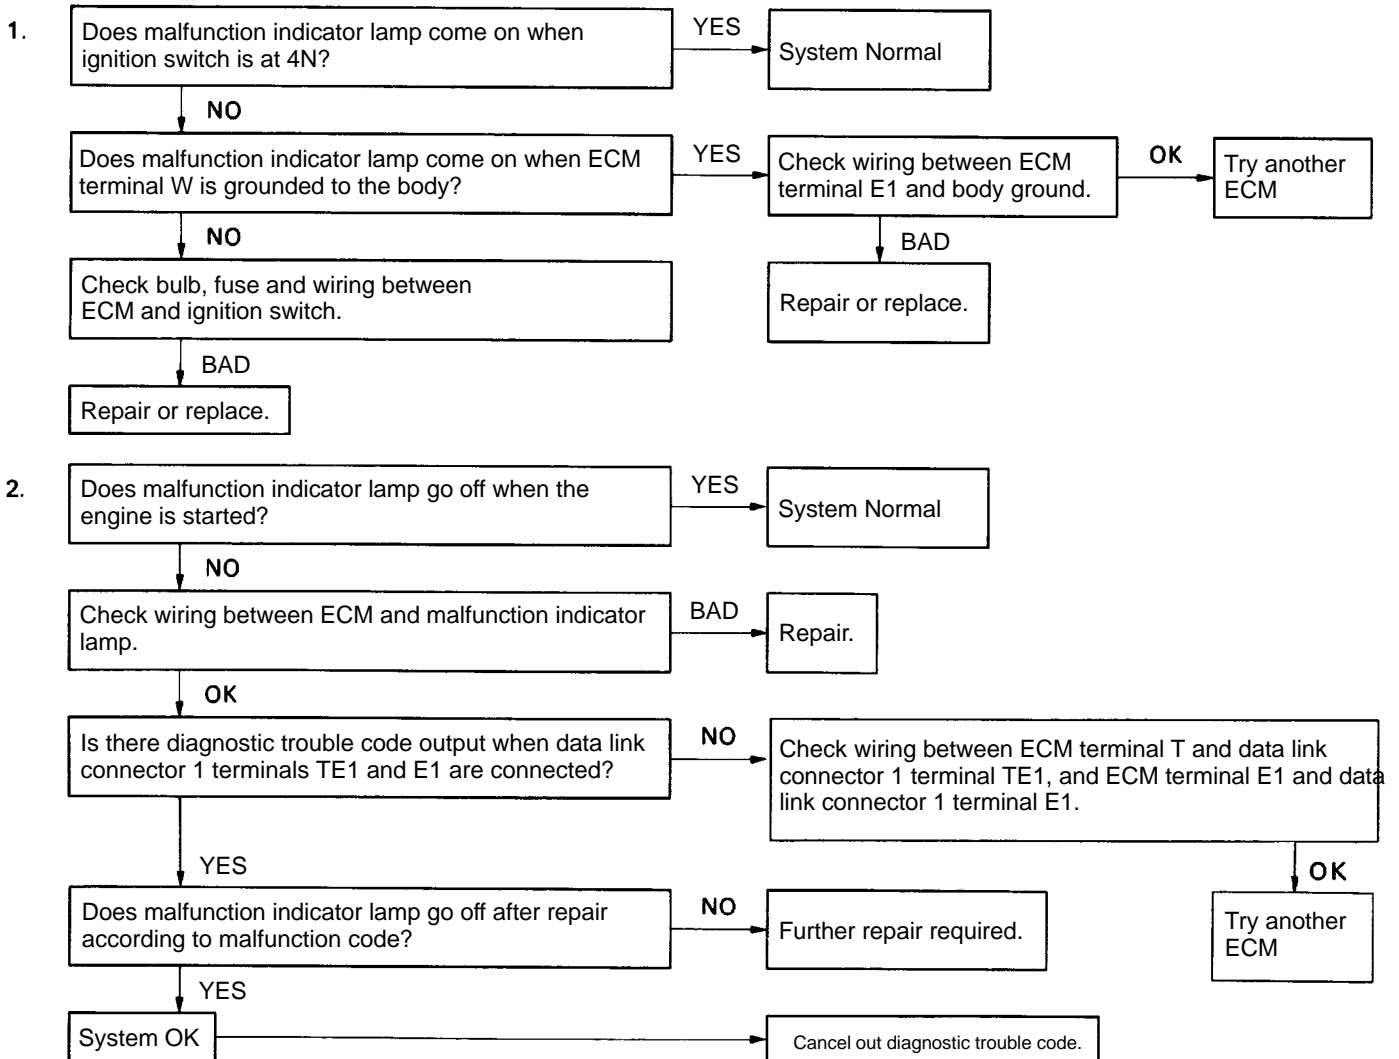 1.
Does malfunction indicator lamp come on when
ignition switch is at 4N?
YES
System Normal
NO
Does malfunction indicator lamp come on when ECM
terminal W is grounded to the body?
YES
Check wiring between ECM
terminal E1 and body ground.
OK
Try another
ECM
NO
BAD
Check bulb, fuse and wiring between
ECM and ignition switch.
Repair or replace.
BAD
Repair or replace.
2.
Does malfunction indicator lamp go off when the
engine is started?
YES
System Normal
NO
Check wiring between ECM and malfunction indicator
lamp.
BAD
Repair.
OK
Is there diagnostic trouble code output when data link
connector 1 terminals TE1 and E1 are connected?
NO
Check wiring between ECM terminal T and data link
connector 1 terminal TE1, and ECM terminal E1 and data
link connector 1 terminal E1.
YES
OK
Does malfunction indicator lamp go off after repair
according to malfunction code?
NO
Further repair required.
Try another
ECM
YES
System OK
Cancel out diagnostic trouble code.